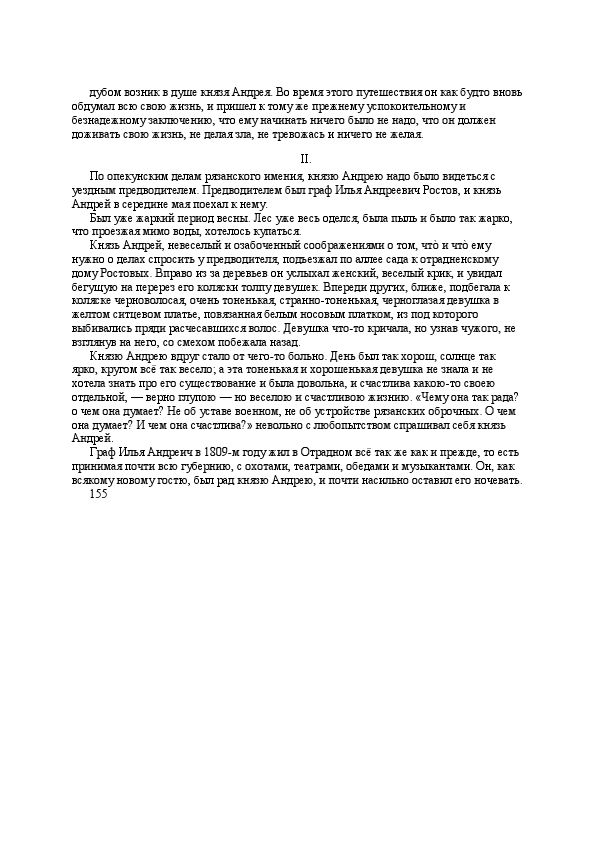 дубом возник в душе князя Андрея. Во время этого путешествия он как будто вновь
обдумал всю свою жизнь, и пришел к тому же прежнему успокоительному и
безнадежному заключению, что ему начинать ничего было не надо, что он должен
доживать свою жизнь, не делая зла, не тревожась и ничего не желая.
II.
По опекунским делам рязанского имения, князю Андрею надо было видеться с
уездным предводителем. Предводителем был граф Илья Андреевич Ростов, и князь
Андрей в середине мая поехал к нему.
Был уже жаркий период весны. Лес уже весь оделся, была пыль и было так жарко,
что проезжая мимо воды, хотелось купаться.
Князь Андрей, невеселый и озабоченный соображениями о том, чтò и чтò ему
нужно о делах спросить у предводителя, подъезжал по аллее сада к отрадненскому
дому Ростовых. Вправо из за деревьев он услыхал женский, веселый крик, и увидал
бегущую на перерез его коляски толпу девушек. Впереди других, ближе, подбегала к
коляске черноволосая, очень тоненькая, странно-тоненькая, черноглазая девушка в
желтом ситцевом платье, повязанная белым носовым платком, из под которого
выбивались пряди расчесавшихся волос. Девушка что-то кричала, но узнав чужого, не
взглянув на него, со смехом побежала назад.
Князю Андрею вдруг стало от чего-то больно. День был так хорош, солнце так
ярко, кругом всё так весело; а эта тоненькая и хорошенькая девушка не знала и не
хотела знать про его существование и была довольна, и счастлива какою-то своею
отдельной, — верно глупою — но веселою и счастливою жизнию. «Чему она так рада?
о чем она думает? Не об уставе военном, не об устройстве рязанских оброчных. О чем
она думает? И чем она счастлива?» невольно с любопытством спрашивал себя князь
Андрей.
Граф Илья Андреич в 1809-м году жил в Отрадном всё так же как и прежде, то есть
принимая почти всю губернию, с охотами, театрами, обедами и музыкантами. Он, как
всякому новому гостю, был рад князю Андрею, и почти насильно оставил его ночевать.
155